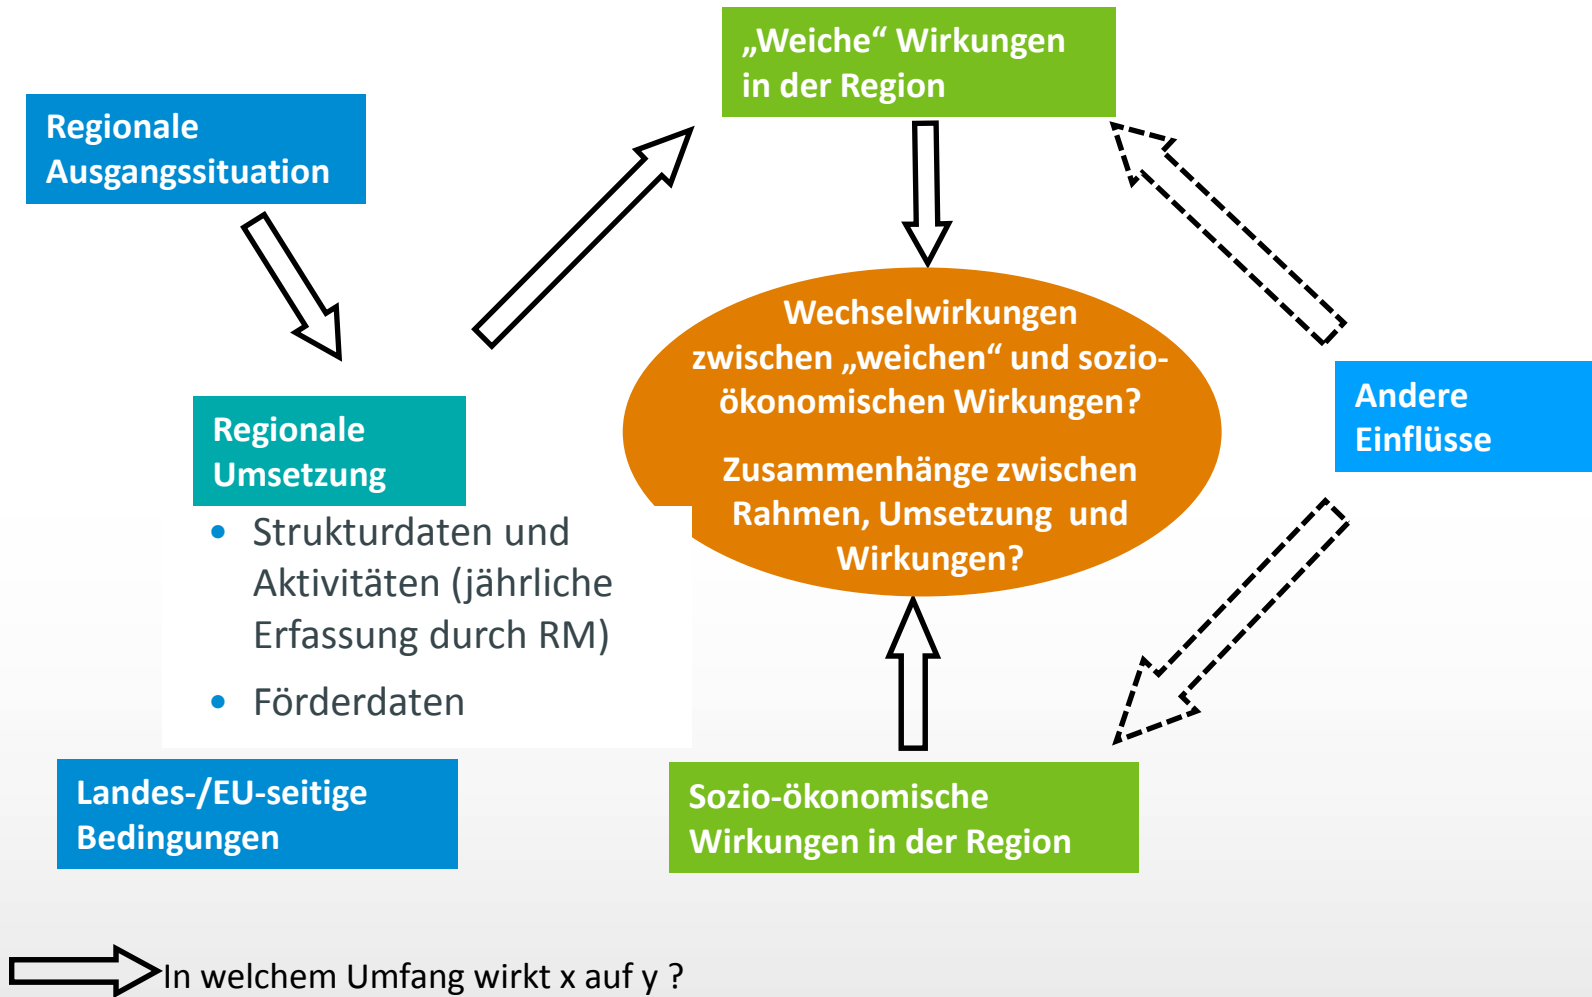 „Weiche“ Wirkungen
in der Region
Regionale
Ausgangssituation
Wechselwirkungen
zwischen „weichen“ und sozio-
ökonomischen Wirkungen?
Zusammenhänge zwischen
Rahmen, Umsetzung und
Wirkungen?
Andere
Einflüsse
Regionale
Umsetzung
• Strukturdaten und
Aktivitäten (jährliche
Erfassung durch RM)
• Förderdaten
Landes-/EU-seitige
Bedingungen
Sozio-ökonomische
Wirkungen in der Region
In welchem Umfang wirkt x auf y ?